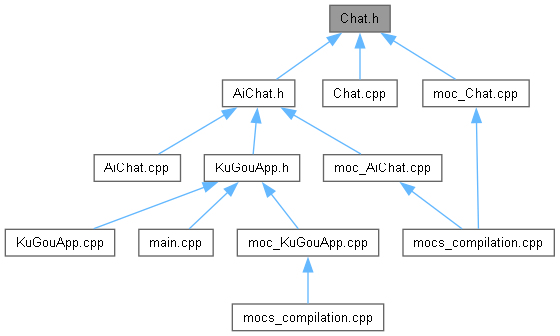 Chat.h
AiChat.h
Chat.cpp
moc_Chat.cpp
AiChat.cpp
KuGouApp.h
moc_AiChat.cpp
KuGouApp.cpp
main.cpp
moc_KuGouApp.cpp
mocs_compilation.cpp
mocs_compilation.cpp